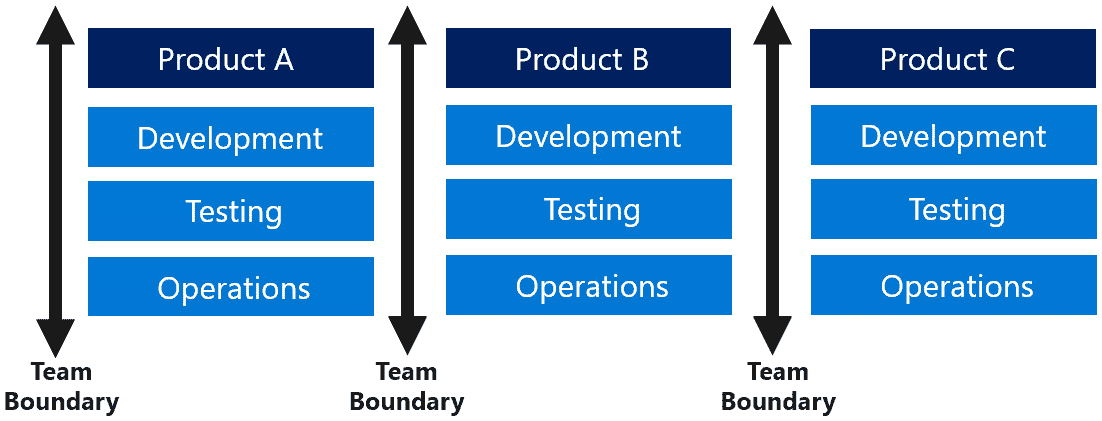 Product A
Product B
Product C
Development
Development
Development
Testing
Testing
Testing
Operations
Operations
Operations
Team
Boundary
Team
Boundary
Team
Boundary